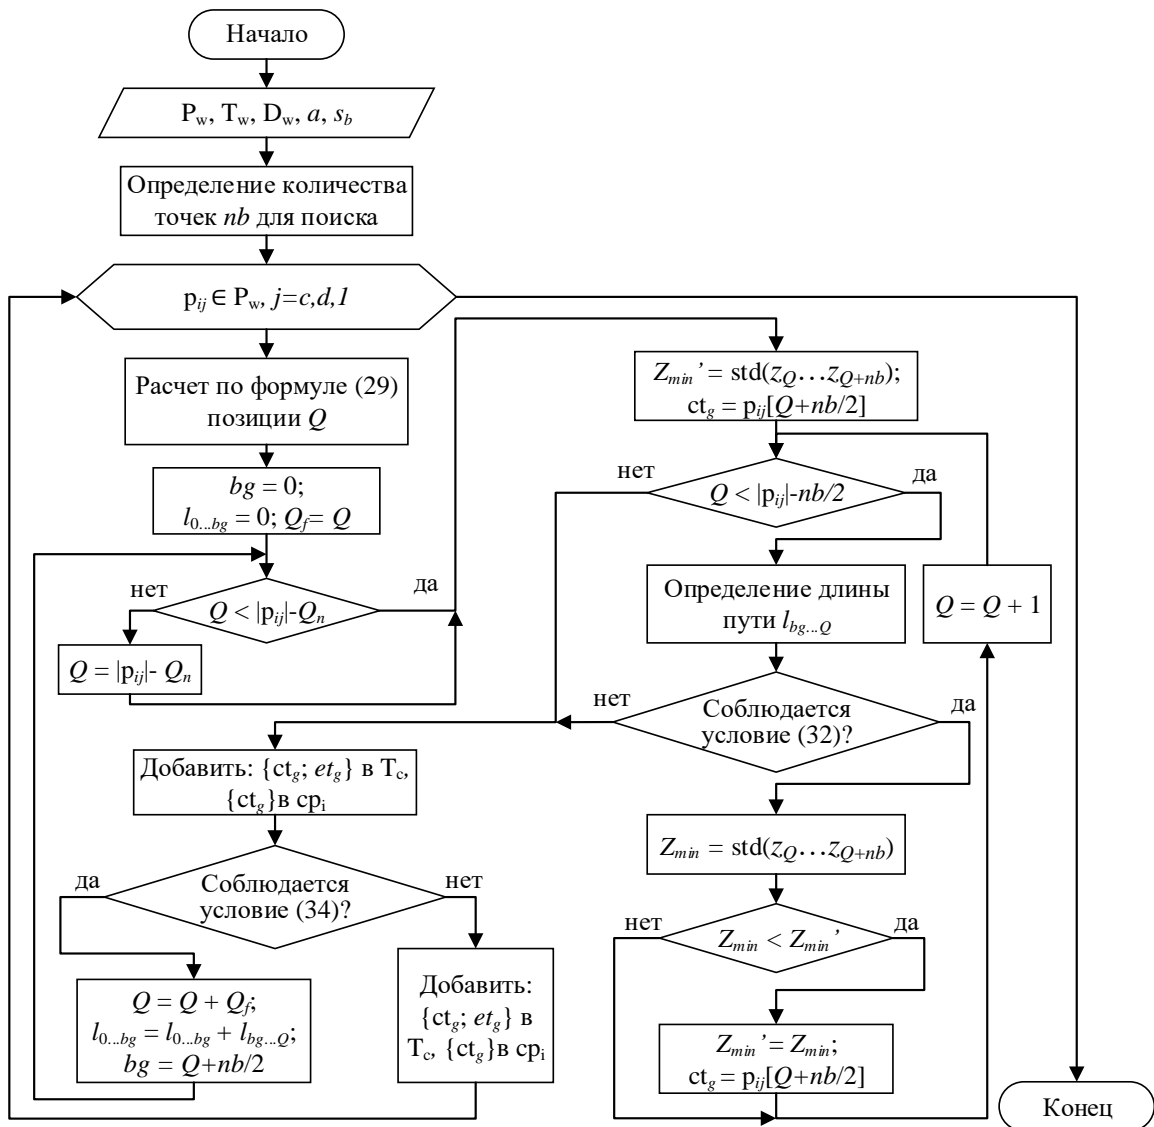 Начало
P_w, T_w, D_w, a, s_b
Определение количества
точек nb для поиска
p_ij ∈ P_w, j=c,d,1
Расчет по формуле (29)
позиции Q
bg = 0;
l_0...bg = 0; Q_f= Q
нет
да
Q < |p_ij|-Q_n
Q = |p_ij|- Q_n
Z_min’ = std(z_Q…z_Q+nb);
ct_g = p_ij[Q+nb/2]
нет
да
Q < |p_ij|-nb/2
Определение длины
пути l_bg...Q
Q = Q + 1
нет
да
Соблюдается
условие (32)?
Добавить: {ct_g; et_g} в T_c,
{ct_g}в cp_i
Z_min = std(z_Q…z_Q+nb)
да
нет
Соблюдается
условие (34)?
нет
да
Z_min < Z_min’
Q = Q + Q_f;
l_0...bg = l_0...bg + l_bg...Q;
bg = Q+nb/2
Добавить:
{ct_g; et_g} в
T_c, {ct_g}в cp_i
Z_min’= Z_min;
ct_g = p_ij[Q+nb/2]
Конец